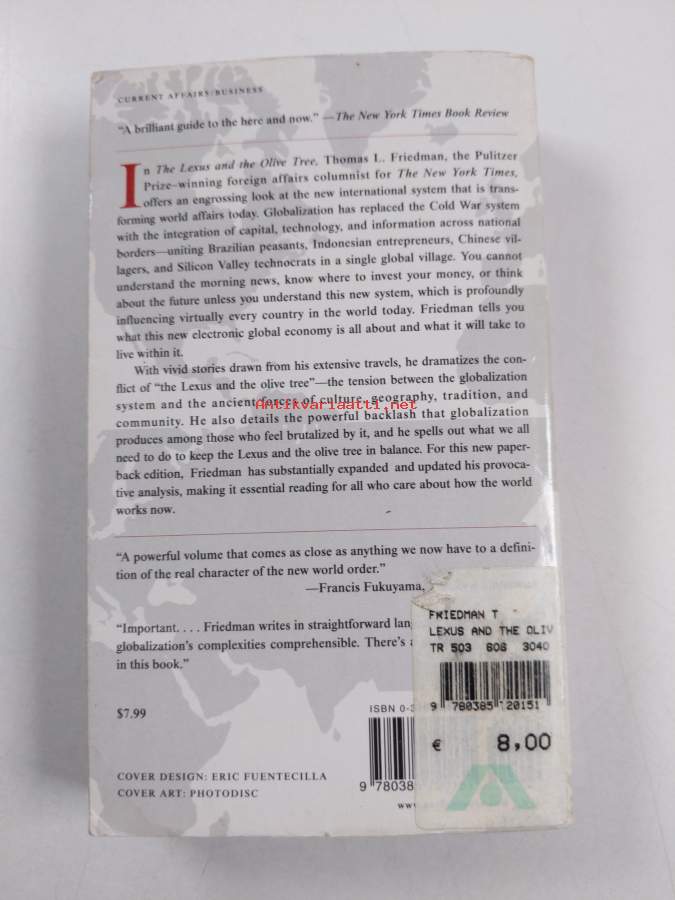 CURRENT AFFAIRS/BUSINESS
“A brilliant guide to the here and now.” —The New York Times Book Review
In The Lexus and the Olive Tree, Thomas L. Friedman, the Pulitzer
Prize–winning foreign affairs columnist for The New York Times,
offers an engrossing look at the new international system that is trans-
forming world affairs today. Globalization has replaced the Cold War system
with the integration of capital, technology, and information across national
borders—uniting Brazilian peasants, Indonesian entrepreneurs, Chinese vil-
lagers, and Silicon Valley technocrats in a single global village. You cannot
understand the morning news, know where to invest your money, or think
about the future unless you understand this new system, which is profoundly
influencing virtually every country in the world today. Friedman tells you
what this new electronic global economy is all about and what it will take to
live within it.
With vivid stories drawn from his extensive travels, he dramatizes the con-
flict of “the Lexus and the olive tree”—the tension between the globalization
system and the ancient forces of culture, geography, tradition, and
Antikvariaatti.net
community. He also details the powerful backlash that globalization
produces among those who feel brutalized by it, and he spells out what we all
need to do to keep the Lexus and the olive tree in balance. For this new paper-
back edition, Friedman has substantially expanded and updated his provoca-
tive analysis, making it essential reading for all who care about how the world
works now.
“A powerful volume that comes as close as anything we now have to a defini-
tion of the real character of the new world order.”
—Francis Fukuyama,
“Important. . . . Friedman writes in straightforward lan
globalization’s complexities comprehensible. There’s
in this book.”
FRIEDMAN T
LEXUS AND THE OLIV
TR 503 606 3040
9 780385 20151
€ 8,00
$7.99
ISBN 0-3
9 78038
COVER DESIGN: ERIC FUENTECILLA
COVER ART: PHOTODISC
ww